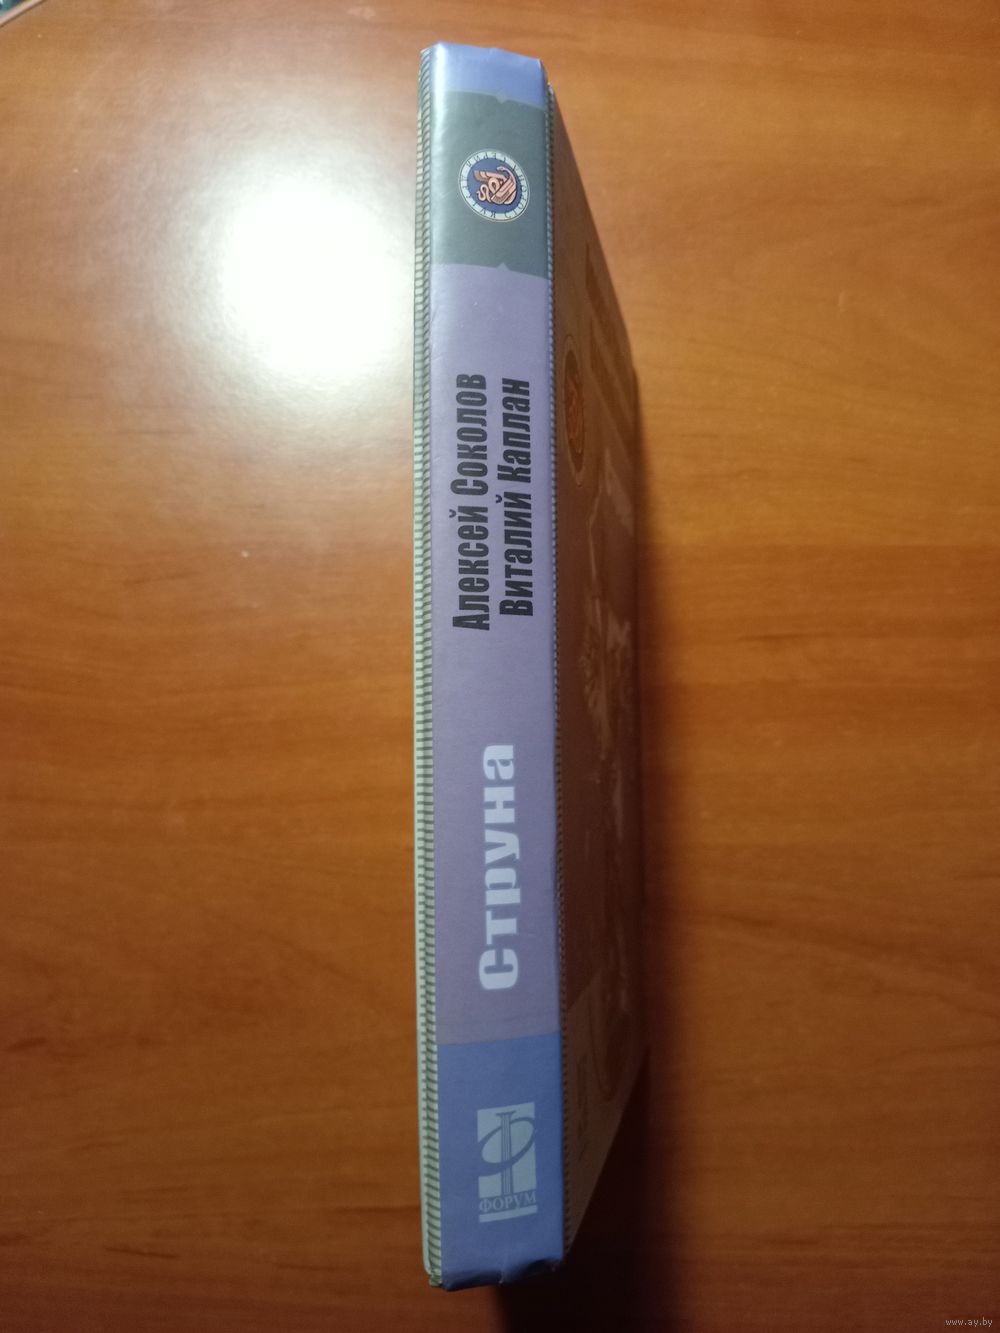 Алексей Соколов
Виталий Каплан
Струна
ФОРУМ
www.ay.by